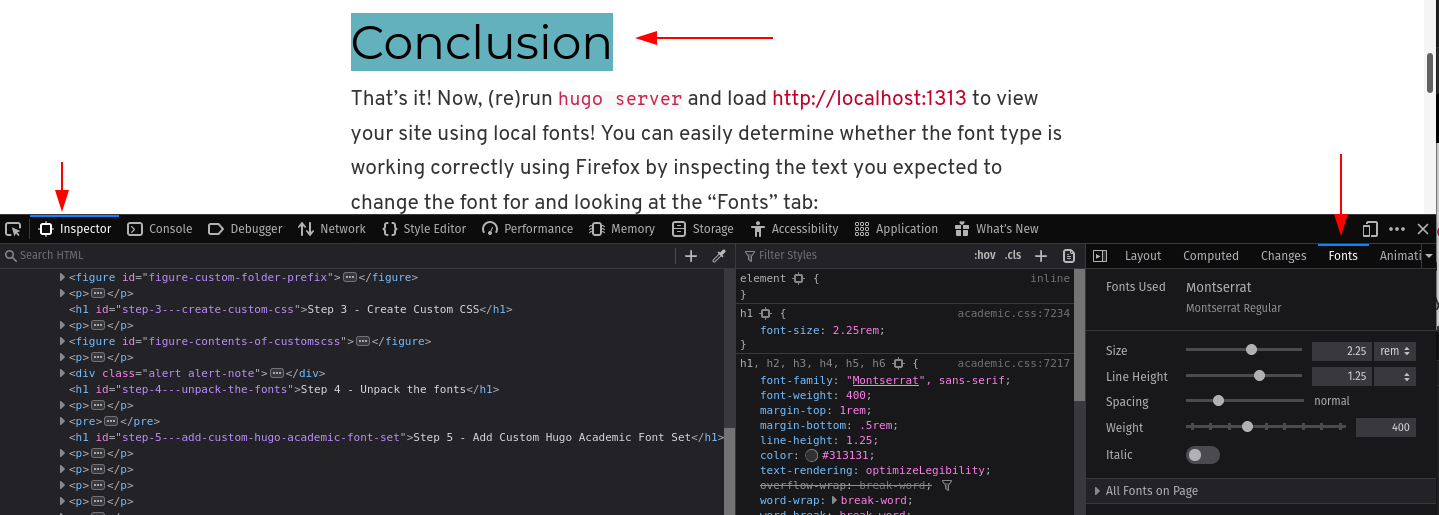 Conclusion
That’s it! Now, (re)run hugo server and load http://localhost:1313 to view
your site using local fonts! You can easily determine whether the font type is
working correctly using Firefox by inspecting the text you expected to
change the font for and looking at the “Fonts” tab:
Inspector Console Debugger Network Style Editor Performance Memory Storage Accessibility Application What's New
Search HTML
<figure id="figure-custom-folder-prefix"></figure>
<p></p>
<h1 id="step-3---create-custom-css">Step 3 - Create Custom CSS</h1>
<p></p>
<figure id="figure-contents-of-customscss"></figure>
<p></p>
<div class="alert alert-note"></div>
<h1 id="step-4---unpack-the-fonts">Step 4 - Unpack the fonts</h1>
<p></p>
<pre></pre>
<h1 id="step-5---add-custom-hugo-academic-font-set">Step 5 - Add Custom Hugo Academic Font Set</h1>
<p></p>
<p></p>
<p></p>
<p></p>
Filter Styles :hov .cls
element { inline
}
h1 { academic.css:7234
font-size: 2.25rem;
}
h1, h2, h3, h4, h5, h6 { academic.css:7217
font-family: "Montserrat", sans-serif;
font-weight: 400;
margin-top: 1rem;
margin-bottom: .5rem;
line-height: 1.25;
color: #313131;
text-rendering: optimizeLegibility;
overflow-wrap: break-word;
word-wrap: break-word;
word-break: break-word;
Layout Computed Changes Fonts Animati
Fonts Used Montserrat
Montserrat Regular
Size 2.25 rem
Line Height 1.25
Spacing normal
Weight 400
Italic
All Fonts on Page